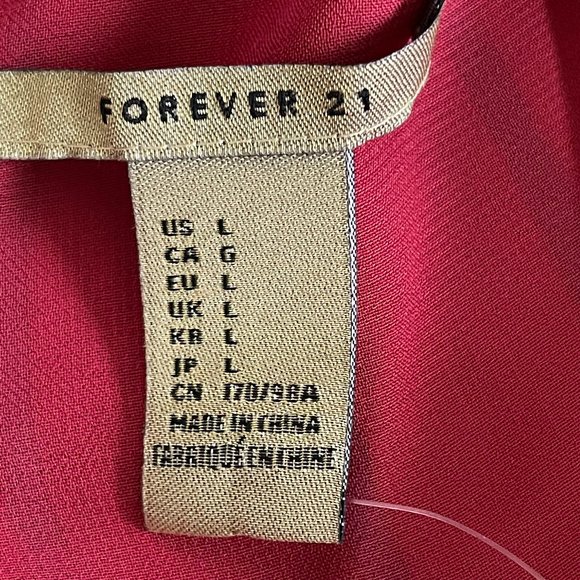 FOREVER 21
US L
CA G
EU L
UK L
KR L
JP L
CN 170/98A
MADE IN CHINA
FABRIQUÉ EN CHINE